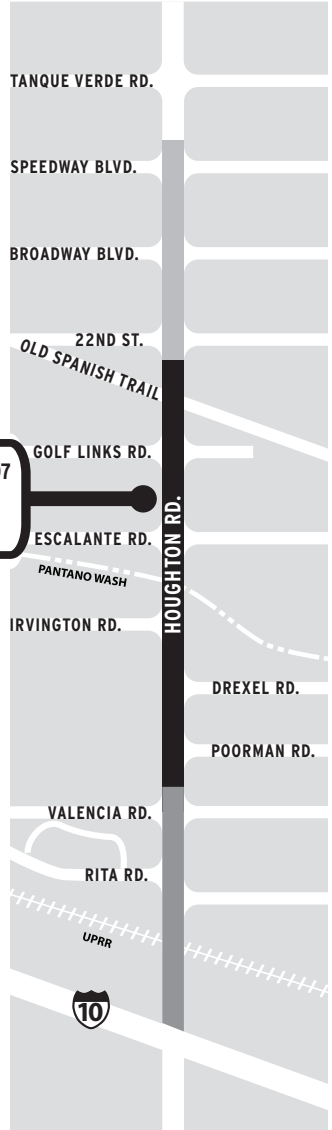 TANQUE VERDE RD.
SPEEDWAY BLVD.
BROADWAY BLVD.
22ND ST.
OLD SPANISH TRAIL
GOLF LINKS RD.
HOUGHTON RD.
ESCALANTE RD.
PANTANO WASH
IRVINGTON RD.
DREXEL RD.
POORMAN RD.
VALENCIA RD.
RITA RD.
UPRR
10